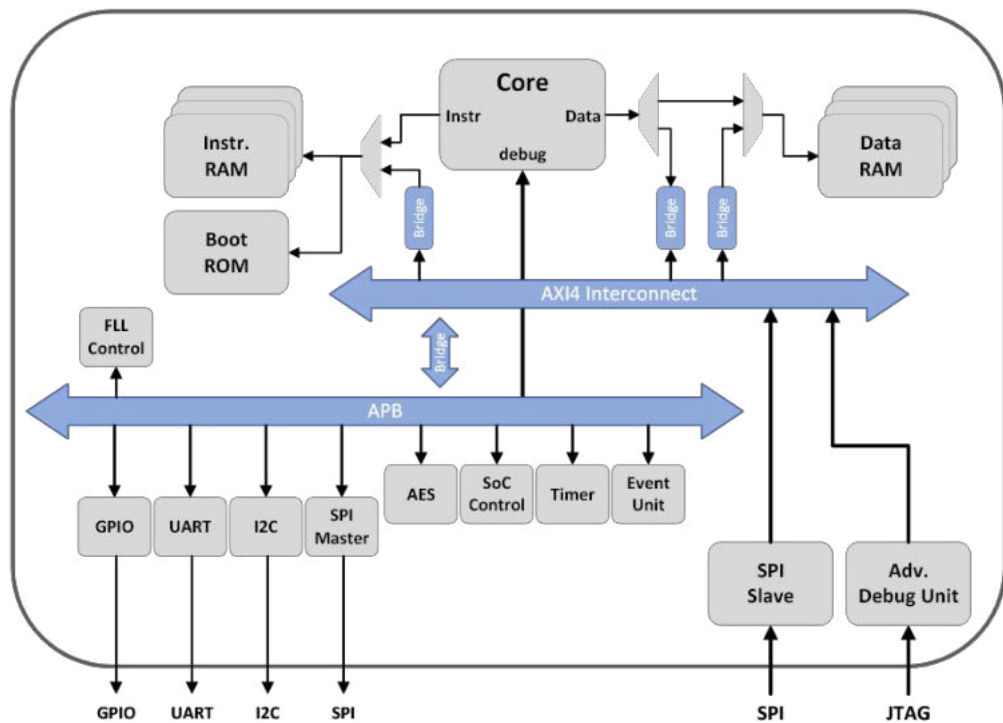 Core
Instr
Data
debug
Instr.
RAM
Data
RAM
Boot
ROM
Bridge
Bridge
Bridge
AXI4 Interconnect
FLL
Control
Bridge
APB
GPIO
UART
I2C
SPI
Master
AES
SoC
Control
Timer
Event
Unit
SPI
Slave
Adv.
Debug Unit
GPIO
UART
I2C
SPI
SPI
JTAG